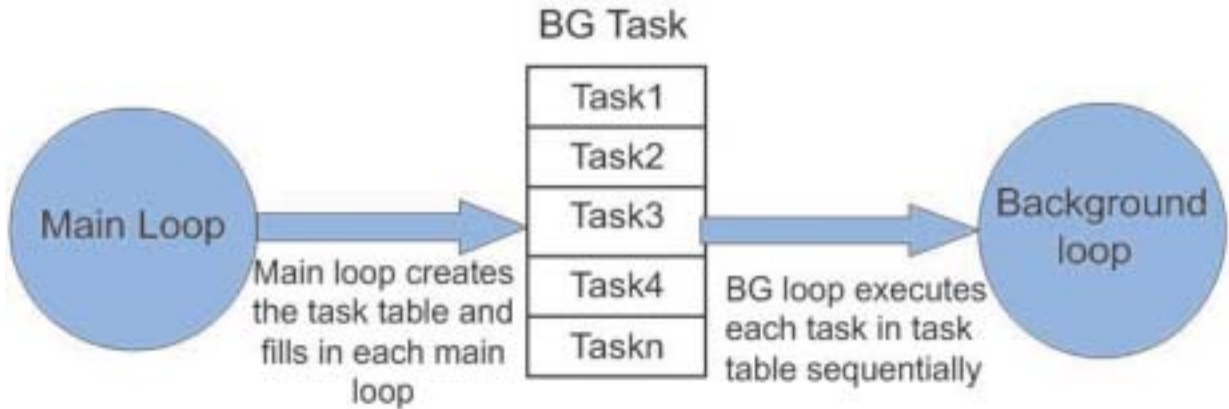 BG Task
Task1
Task2
Task3
Task4
Taskn
Main Loop
Main loop creates
the task table and
fills in each main
loop
BG loop executes
each task in task
table sequentially
Background
loop